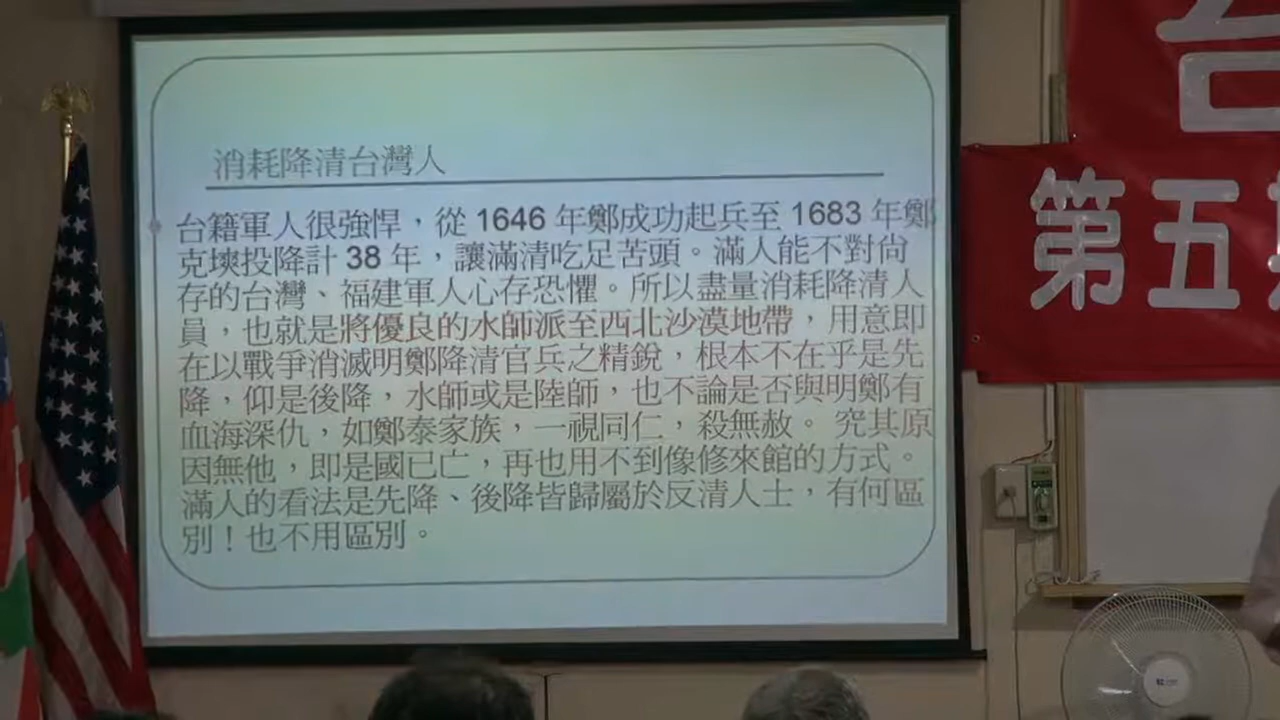 消耗降清台灣人
台籍軍人很強悍，從 1646 年鄭成功起兵至 1683 年鄭
克塽投降計 38 年，讓滿清吃足苦頭。滿人能不對尙
存的台灣、福建軍人心存恐懼。所以盡量消耗降清人
員，也就是將優良的水師派至西北沙漠地帶，用意即
在以戰爭消滅明鄭降清官兵之精銳，根本不在乎是先
降，仰是後降，水師或是陸師，也不論是否與明鄭有
血海深仇，如鄭泰家族，一視同仁，殺無赦。究其原
因無他，即是國已亡，再也用不到像修來館的方式。
滿人的看法是先降、後降皆歸屬於反清人士，有何區
別！也不用區別。
台
第五